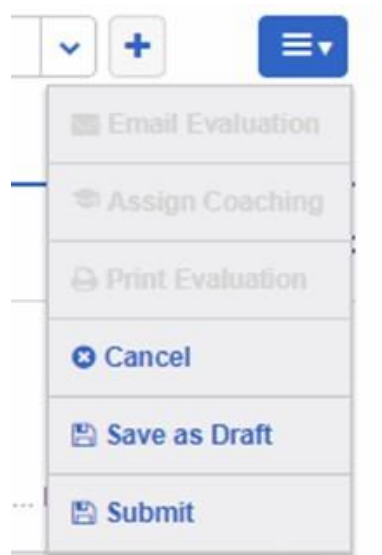 Email Evaluation
Assign Coaching
Print Evaluation
Cancel
Save as Draft
Submit